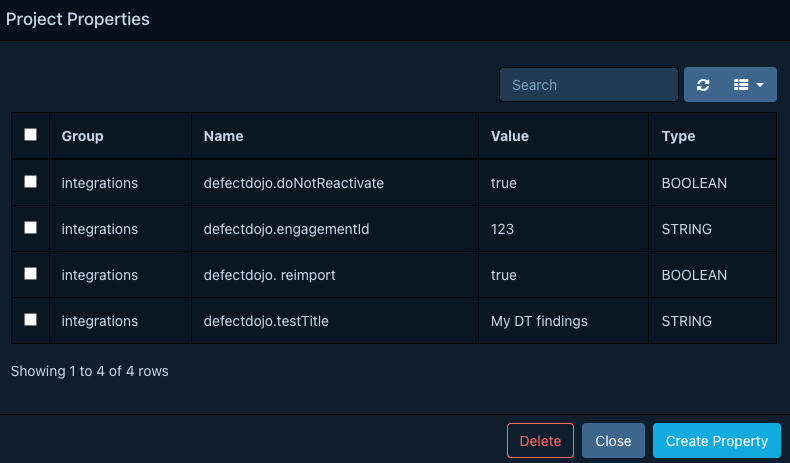 Project Properties
Search
Group Name Value Type
integrations defectdojo.doNotReactivate true BOOLEAN
integrations defectdojo.engagementId 123 STRING
integrations defectdojo. reimport true BOOLEAN
integrations defectdojo.testTitle My DT findings STRING
Showing 1 to 4 of 4 rows
Delete Close Create Property